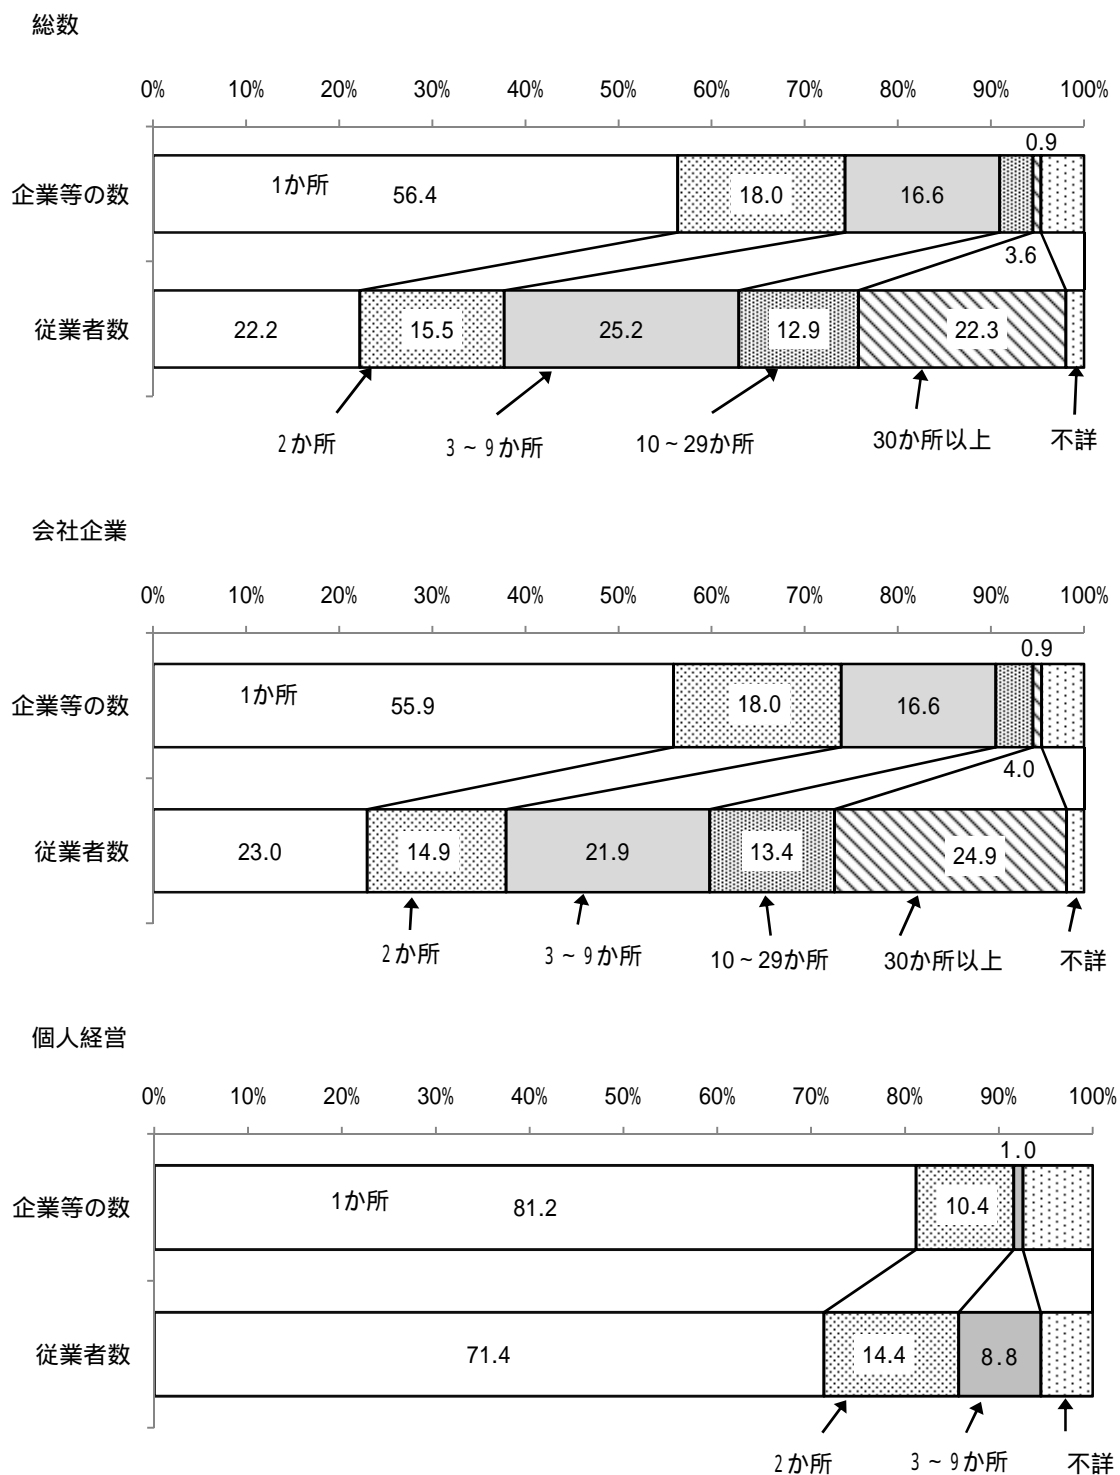 総数
0% 10% 20% 30% 40% 50% 60% 70% 80% 90% 100%
0.9
企業等の数 1か所 56.4 18.0 16.6
3.6
従業者数 22.2 15.5 25.2 12.9 22.3
2か所 3~9か所 10~29か所 30か所以上 不詳
会社企業
0% 10% 20% 30% 40% 50% 60% 70% 80% 90% 100%
0.9
企業等の数 1か所 55.9 18.0 16.6
4.0
従業者数 23.0 14.9 21.9 13.4 24.9
2か所 3~9か所 10~29か所 30か所以上 不詳
個人経営
0% 10% 20% 30% 40% 50% 60% 70% 80% 90% 100%
1.0
企業等の数 1か所 81.2 10.4
従業者数 71.4 14.4 8.8
2か所 3~9か所 不詳